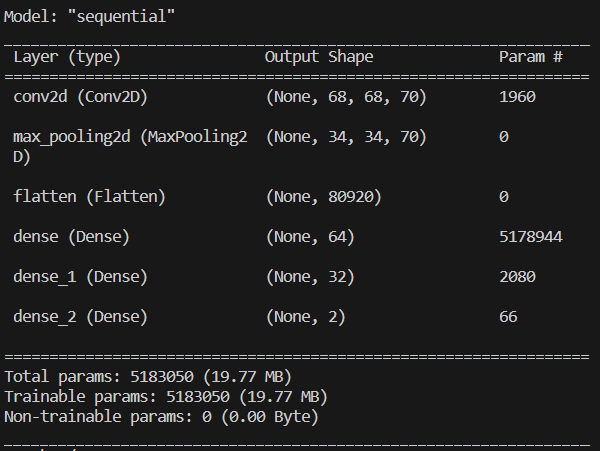 Model: "sequential"
_________________________________________________________________
Layer (type) Output Shape Param #
=================================================================
conv2d (Conv2D) (None, 68, 68, 70) 1960
max_pooling2d (MaxPooling2 (None, 34, 34, 70) 0
D)
flatten (Flatten) (None, 80920) 0
dense (Dense) (None, 64) 5178944
dense_1 (Dense) (None, 32) 2080
dense_2 (Dense) (None, 2) 66
=================================================================
Total params: 5183050 (19.77 MB)
Trainable params: 5183050 (19.77 MB)
Non-trainable params: 0 (0.00 Byte)
_________________________________________________________________